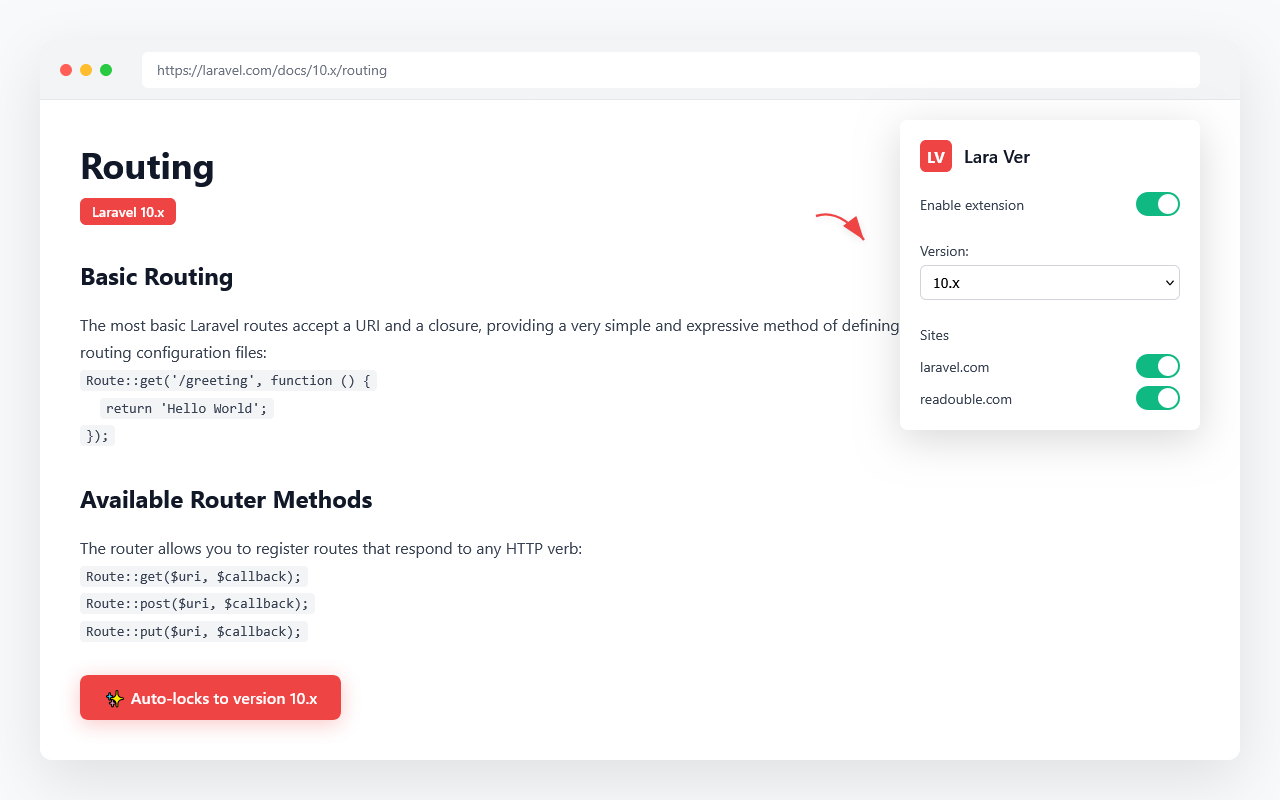 https://laravel.com/docs/10.x/routing
Routing
Laravel 10.x
Basic Routing
The most basic Laravel routes accept a URI and a closure, providing a very simple and expressive method of defining
routing configuration files:
Route::get('/greeting', function () {
return 'Hello World';
});
Available Router Methods
The router allows you to register routes that respond to any HTTP verb:
Route::get($uri, $callback);
Route::post($uri, $callback);
Route::put($uri, $callback);
✨ Auto-locks to version 10.x
LV Lara Ver
Enable extension
Version:
10.x
Sites
laravel.com
readouble.com